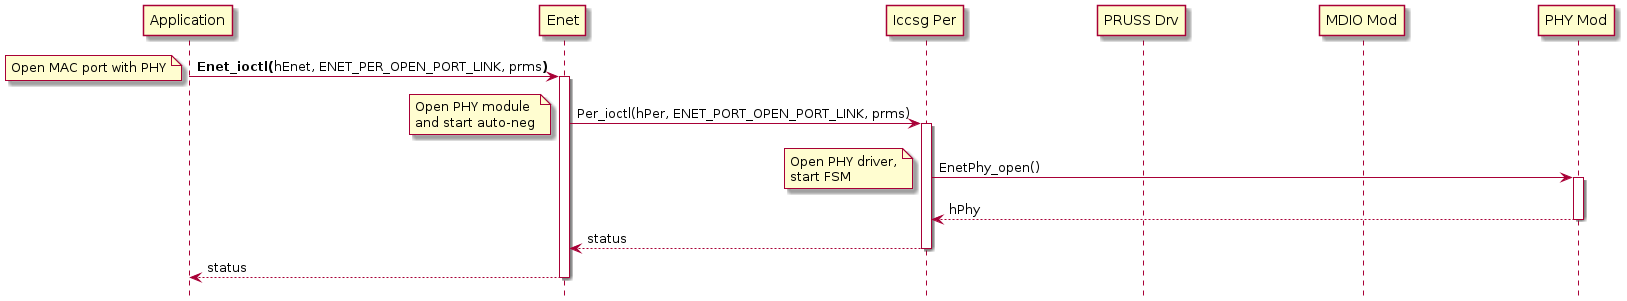 Application
Enet
Iccsg Per
PRUSS Drv
MDIO Mod
PHY Mod
Open MAC port with PHY
Enet_ioctl(hEnet, ENET_PER_OPEN_PORT_LINK, prms)
Open PHY module
and start auto-neg
Per_ioctl(hPer, ENET_PORT_OPEN_PORT_LINK, prms)
Open PHY driver,
start FSM
EnetPhy_open()
hPhy
status
status